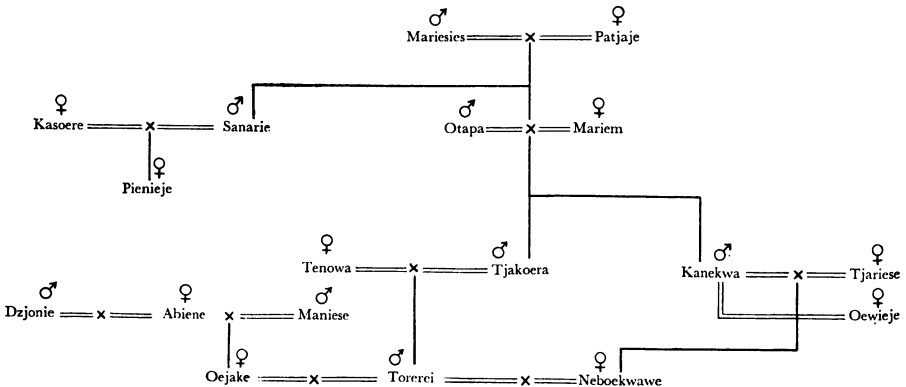 Mariesies × Patjaje
Kasoere × Sanarie
Otapa × Mariem
Pienieje
Tenowa × Tjakoera
Kanekwa × Tjariese
Dzjonie × Abiene × Maniese
Oewieje
Oejake × Torerei × Neboekwawe